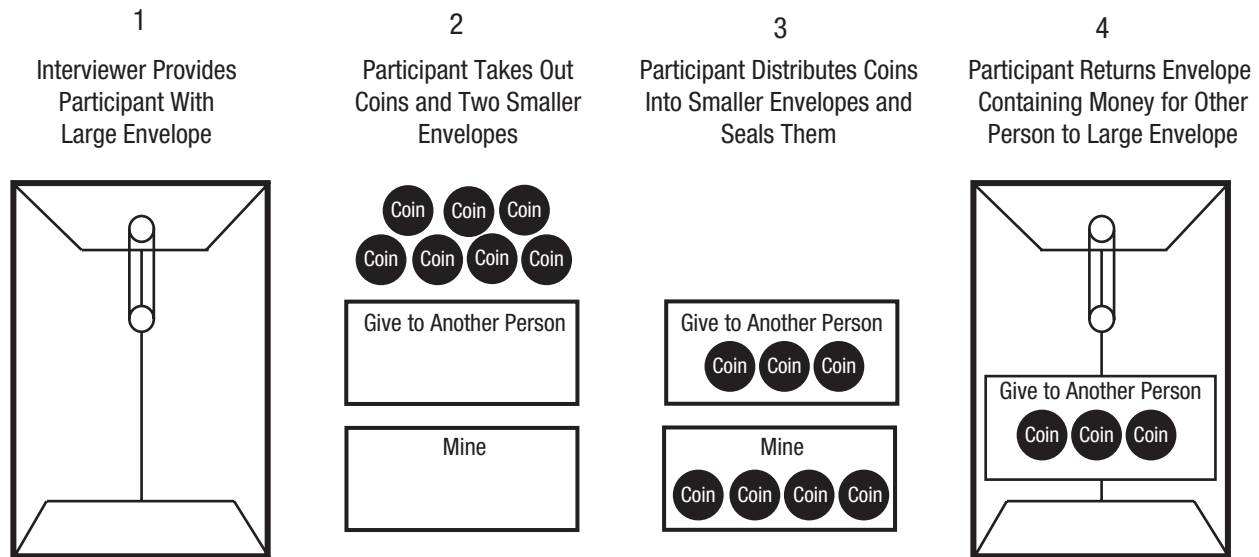 1
Interviewer Provides
Participant With
Large Envelope
2
Participant Takes Out
Coins and Two Smaller
Envelopes
Coin Coin Coin
Coin Coin Coin Coin
Give to Another Person
Mine
3
Participant Distributes Coins
Into Smaller Envelopes and
Seals Them
Give to Another Person
Coin Coin Coin
Mine
Coin Coin Coin Coin
4
Participant Returns Envelope
Containing Money for Other
Person to Large Envelope
Give to Another Person
Coin Coin Coin